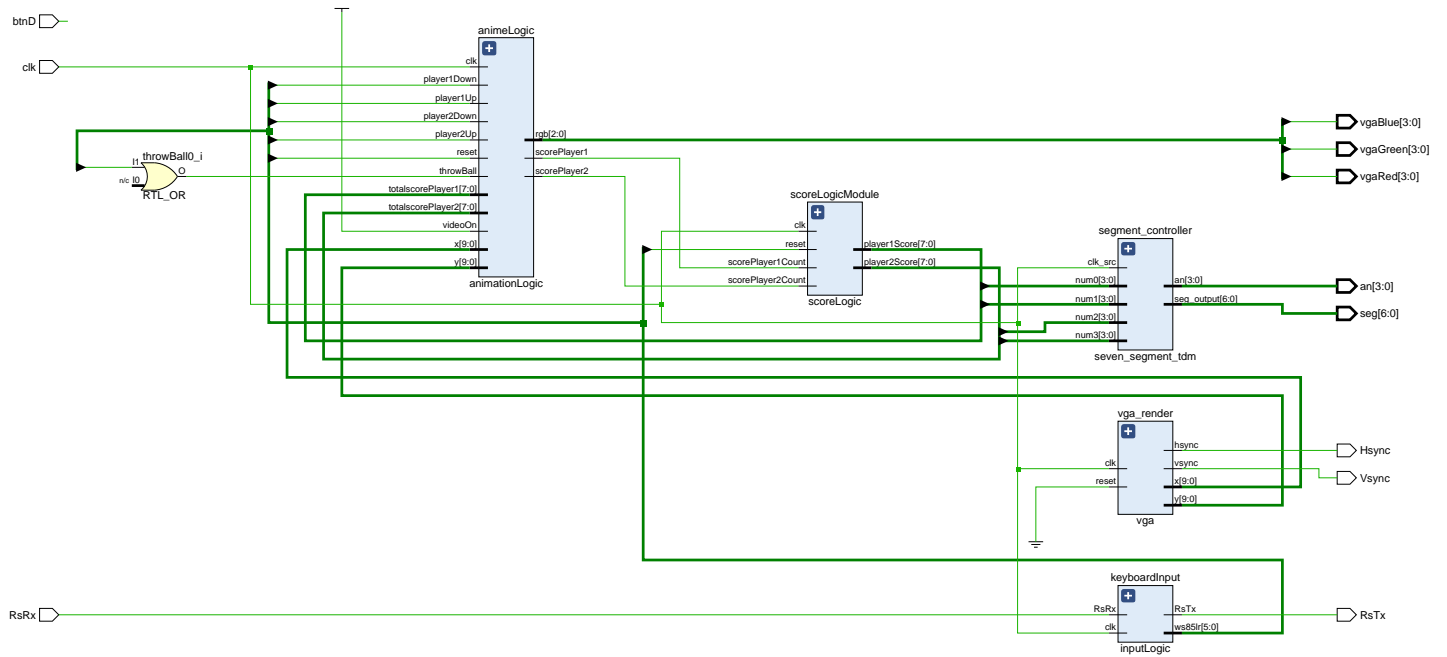 btnD
clk
RsRx
throwBall0_i
I1
n/c I0
O
RTL_OR
animeLogic
clk
player1Down
player1Up
player2Down
player2Up
reset
throwBall
totalscorePlayer1[7:0]
totalscorePlayer2[7:0]
videoOn
x[9:0]
y[9:0]
rgb[2:0]
scorePlayer1
scorePlayer2
animationLogic
scoreLogicModule
clk
reset
scorePlayer1Count
scorePlayer2Count
player1Score[7:0]
player2Score[7:0]
scoreLogic
segment_controller
clk_src
num0[3:0]
num1[3:0]
num2[3:0]
num3[3:0]
an[3:0]
seg_output[6:0]
seven_segment_tdm
vga_render
clk
reset
hsync
vsync
x[9:0]
y[9:0]
vga
keyboardInput
RsRx
clk
RsTx
ws85lr[5:0]
inputLogic
vgaBlue[3:0]
vgaGreen[3:0]
vgaRed[3:0]
an[3:0]
seg[6:0]
Hsync
Vsync
RsTx